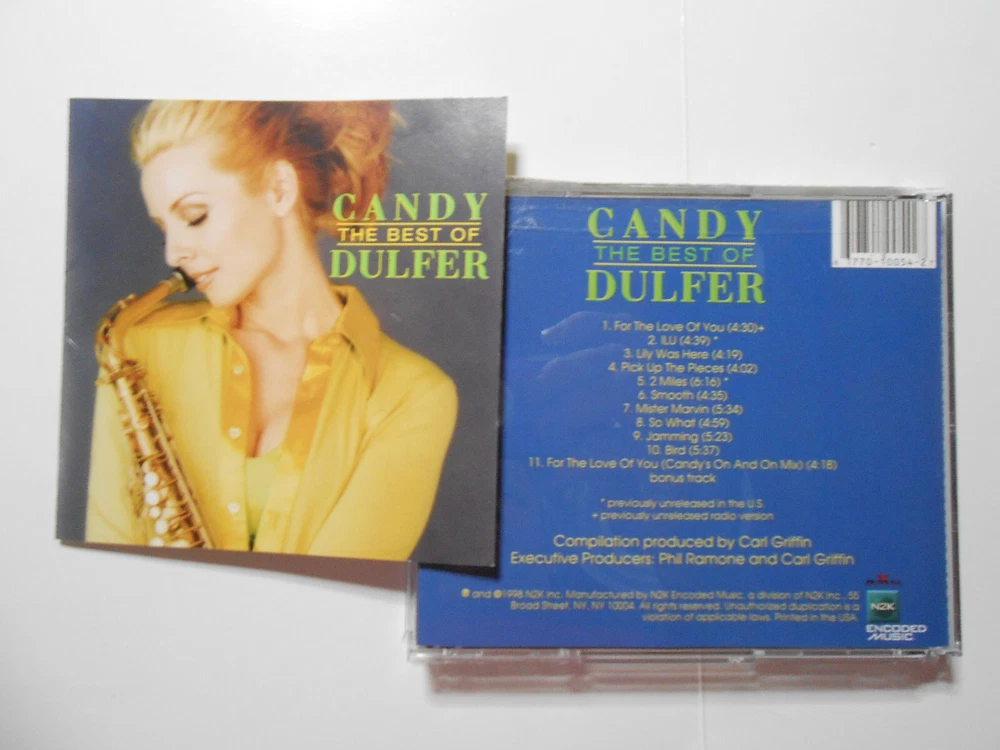 CANDY
THE BEST OF
DULFER
CANDY
THE BEST OF
DULFER
1. For The Love Of You (4:30)+
2. ILU (4:39) *
3. Lily Was Here (4:19)
4. Pick Up The Pieces (4:02)
5. 2 Miles (6:16) *
6. Smooth (4:35)
7. Mister Marvin (5:34)
8. So What (4:59)
9. Jamming (5:23)
10. Bird (5:37)
11. For The Love Of You (Candy's On And On Mix) (4:18)
bonus track
* previously unreleased in the U.S.
+ previously unreleased radio version
Compilation produced by Carl Griffin
Executive Producers: Phil Ramone and Carl Griffin
℗ and ©1998 N2K Inc. Manufactured by N2K Encoded Music, a division of N2K Inc., 55
Broad Street, NY, NY 10004. All rights reserved. Unauthorized duplication is a
violation of applicable laws. Printed in the USA.
N2K
ENCODED
MUSIC